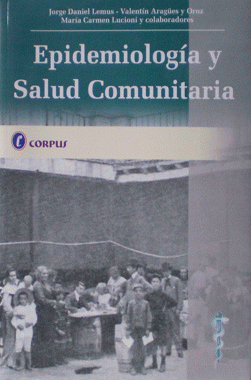 Jorge Daniel Lemus - Valentín Aragües y Oroz
María Carmen Lucioni y colaboradores
Epidemiología y
Salud Comunitaria
CORPUS